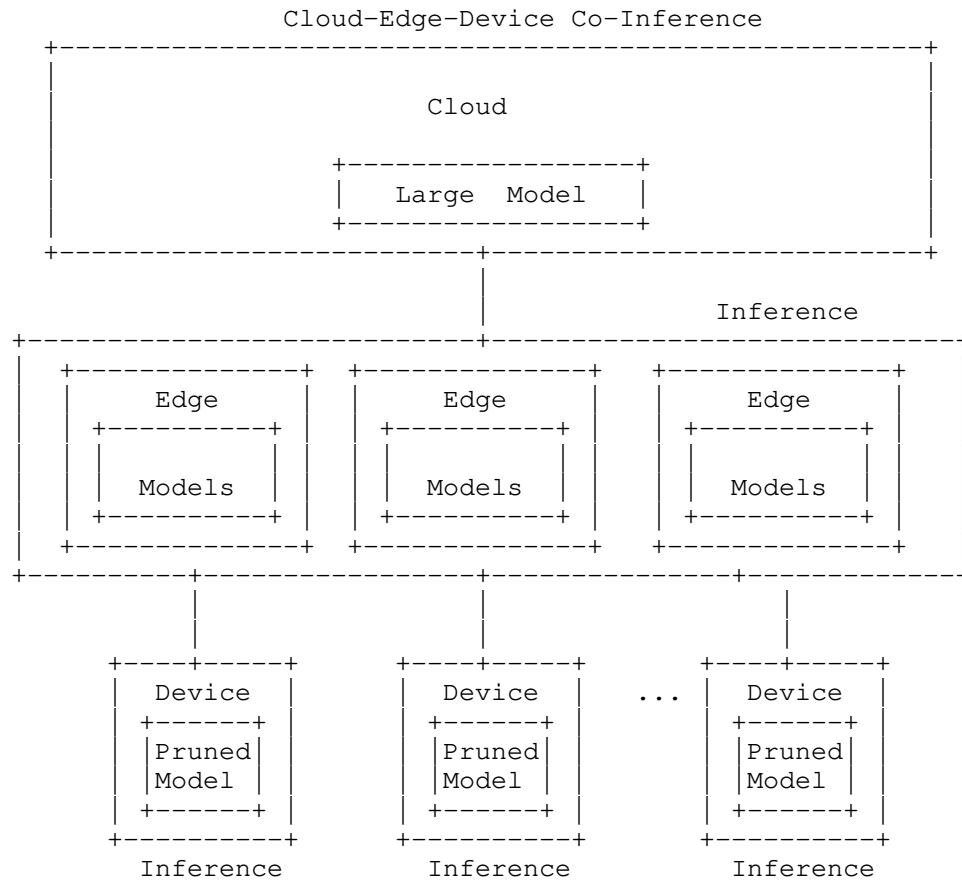 Cloud-Edge-Device Co-Inference
Cloud
Large Model
Inference
Edge Edge Edge
Models Models Models
Device Device ... Device
Pruned Pruned Pruned
Model Model Model
Inference Inference Inference